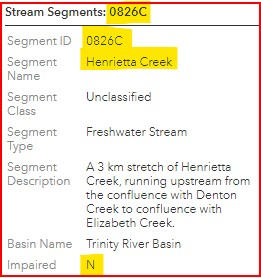 Stream Segments: 0826C
Segment ID 0826C
Segment Name Henrietta Creek
Segment Class Unclassified
Segment Type Freshwater Stream
Segment Description A 3 km stretch of Henrietta
Creek, running upstream from
the confluence with Denton
Creek to confluence with
Elizabeth Creek.
Basin Name Trinity River Basin
Impaired N